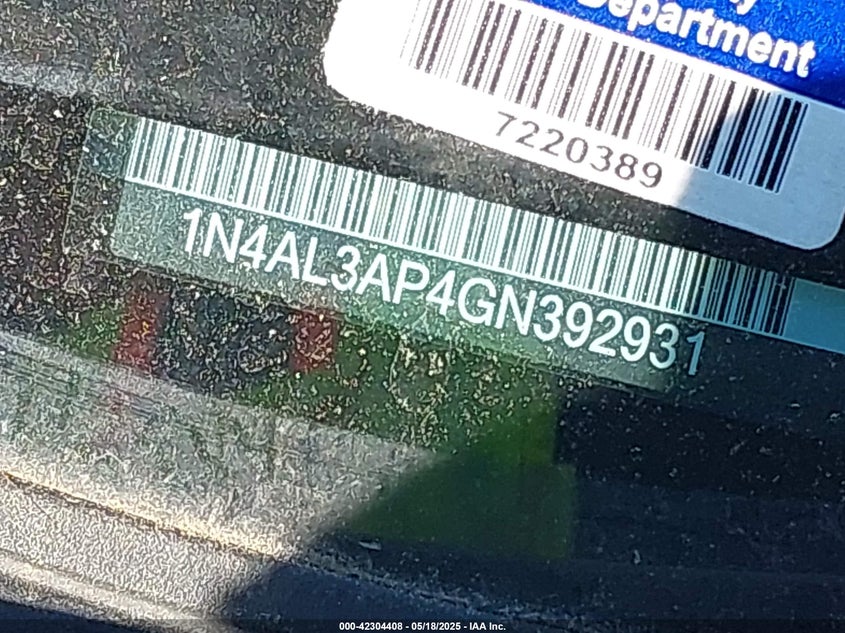 Department
7220389
1N4AL3AP4GN392931
000-42304408 - 05/18/2025 - IAA Inc.